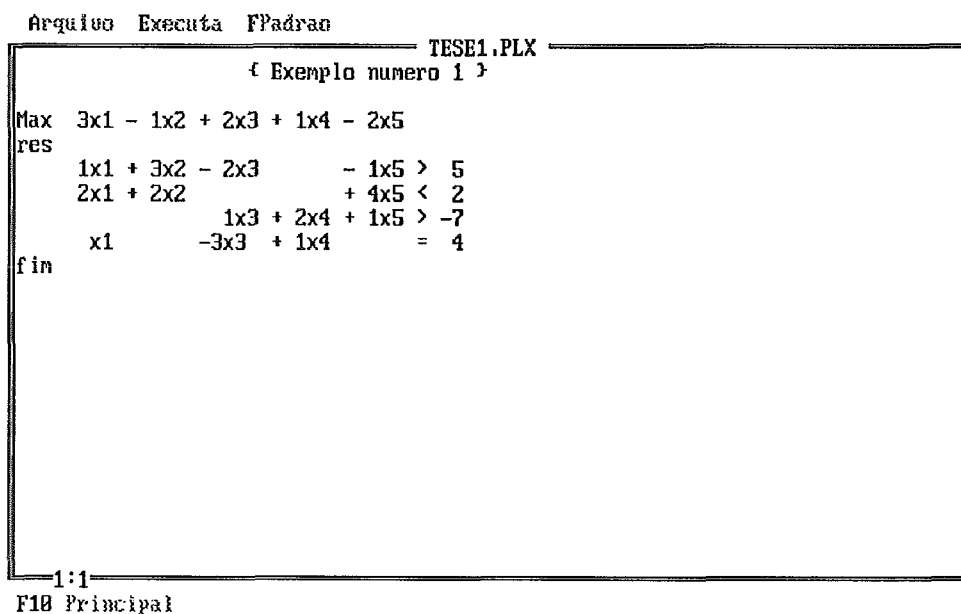 Arquivo Executa FPadrao
TESE1.PLX
{ Exemplo numero 1 }
Max 3x1 - 1x2 + 2x3 + 1x4 - 2x5
res
1x1 + 3x2 - 2x3 - 1x5 > 5
2x1 + 2x2 + 4x5 < 2
1x3 + 2x4 + 1x5 > -7
x1 -3x3 + 1x4 = 4
fim
1:1
F10 Principal